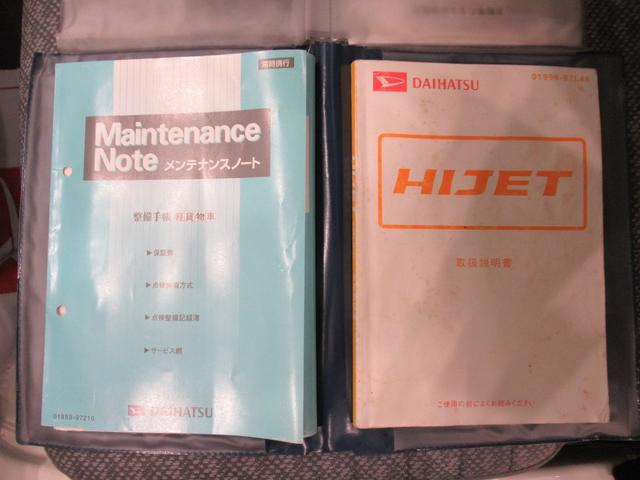 常時携行
Maintenance
Note メンテナンスノート
整備手帳 軽貨物車
▶保証書
▶点検整備方式
▶点検整備記録簿
▶サービス網
01999-97210
DAIHATSU
DAIHATSU
01999-97L48
HIJET
取扱説明書
ご使用の前によくお読みください